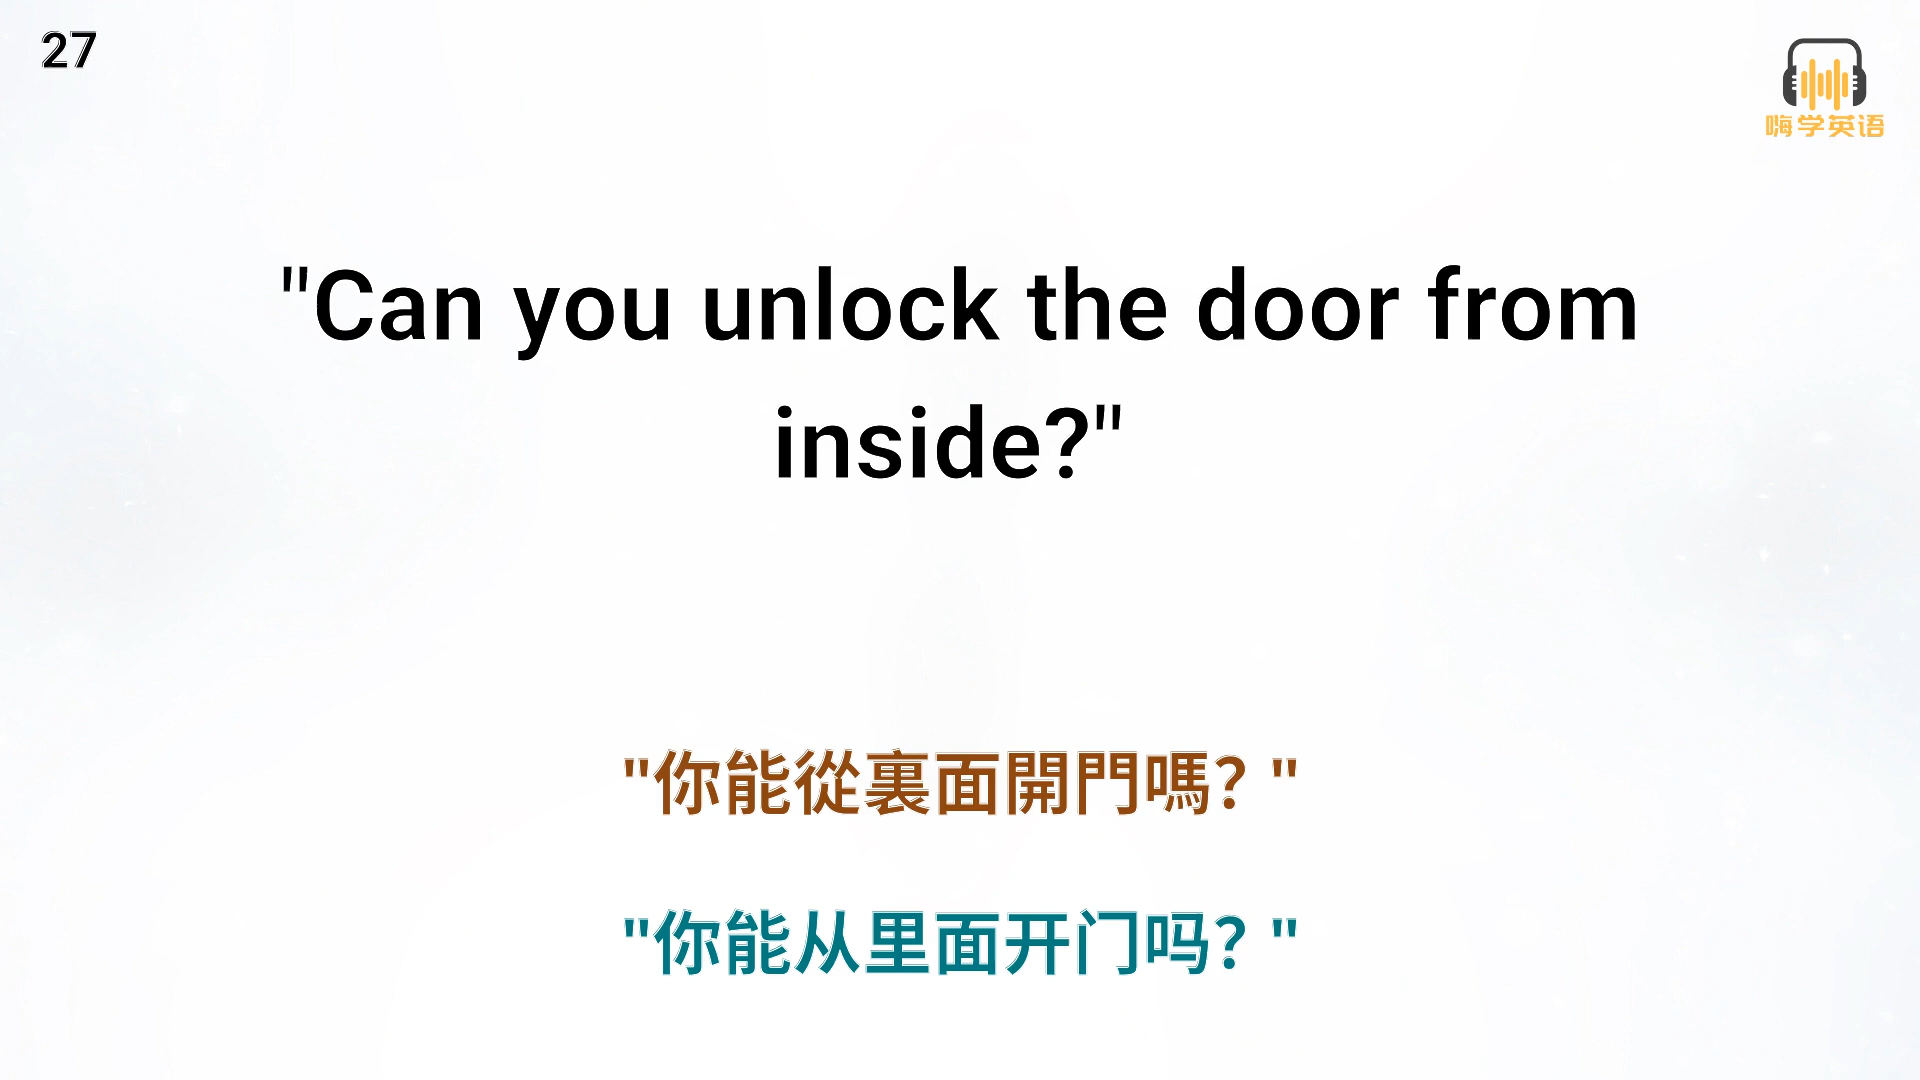 27
嗨学英语
"Can you unlock the door from
inside?"
"你能從裏面開門嗎？"
"你能从里面开门吗？"